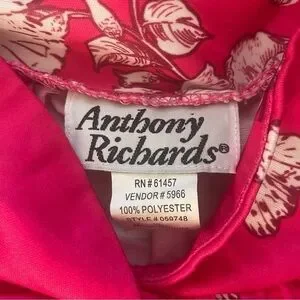 Anthony
Richards®
RN # 61457
VENDOR # 5966
100% POLYESTER
STYLE # 059748